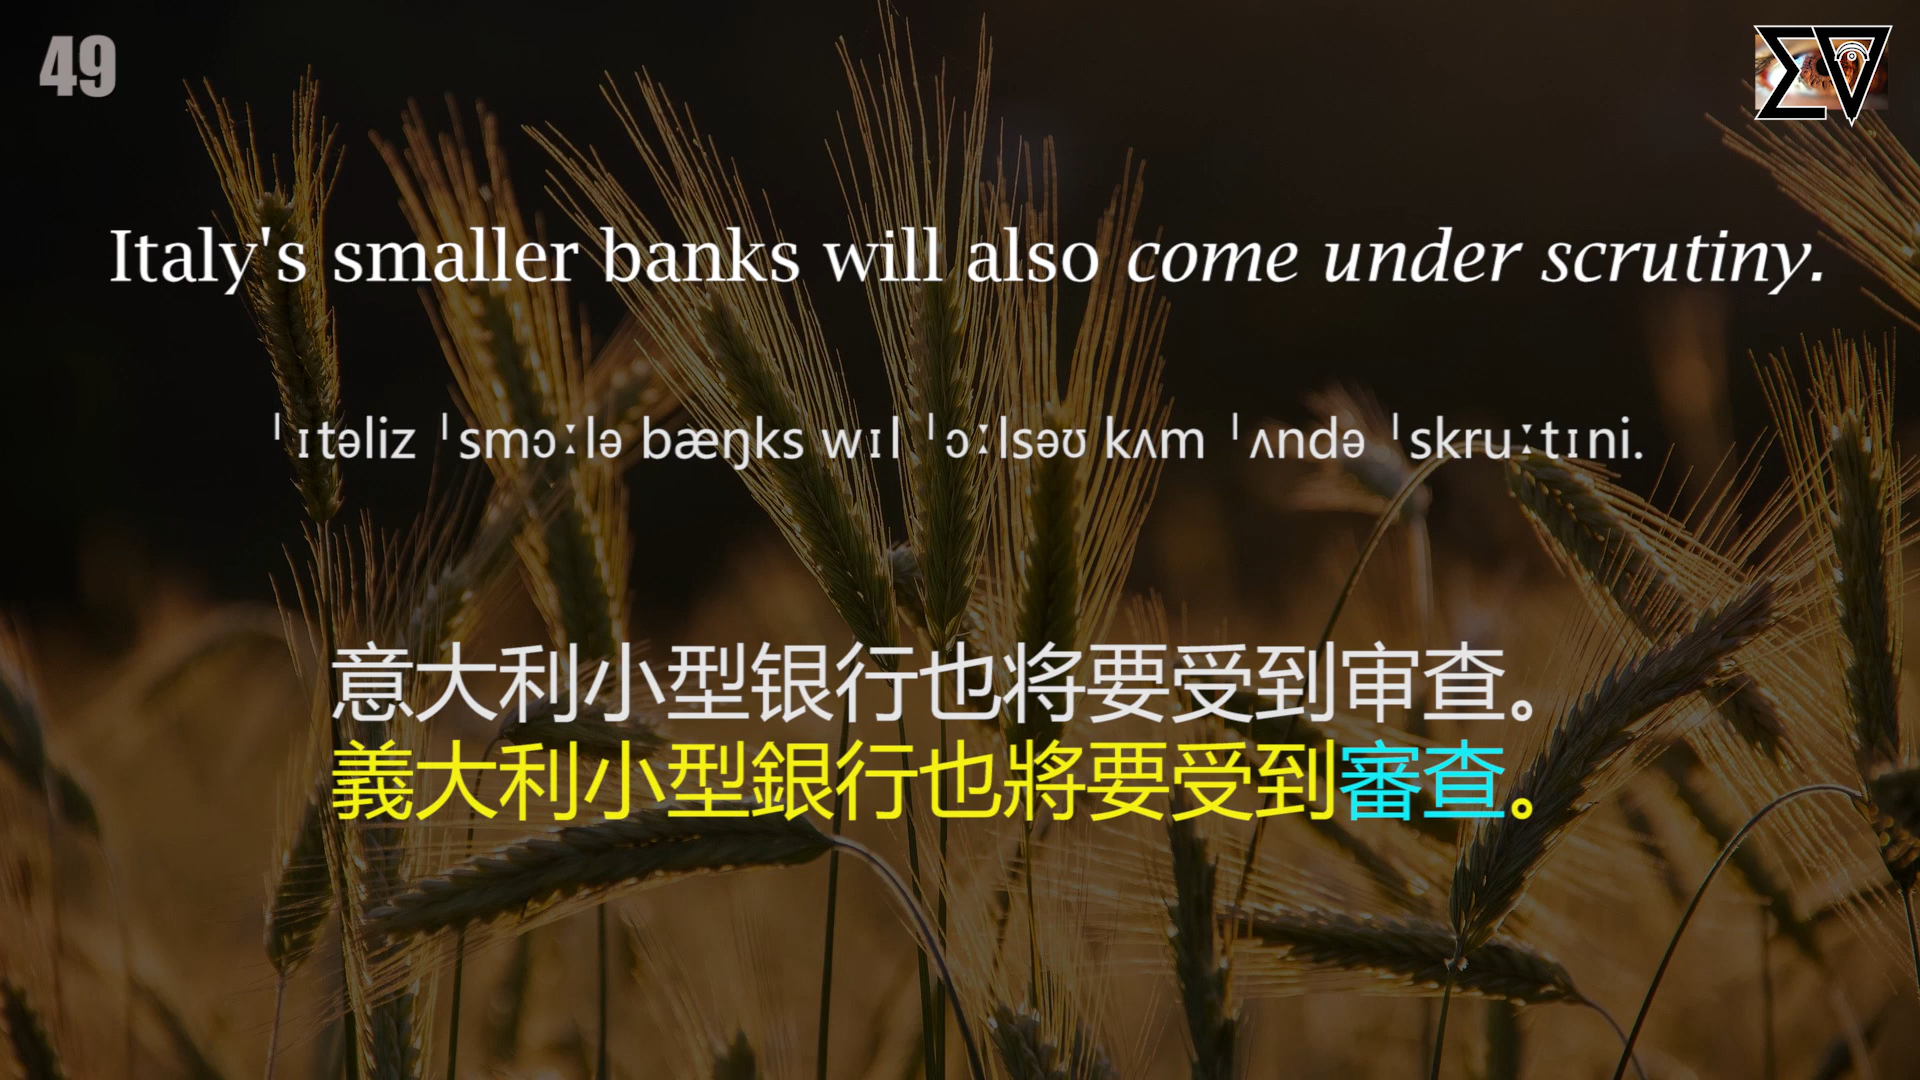 49
Italy's smaller banks will also come under scrutiny.
ˈɪtəliz ˈsmɔːlə bæŋks wɪl ˈɔːlsəʊ kʌm ˈʌndə ˈskruːtɪni.
意大利小型银行也将要受到审查。
義大利小型銀行也將要受到審查。